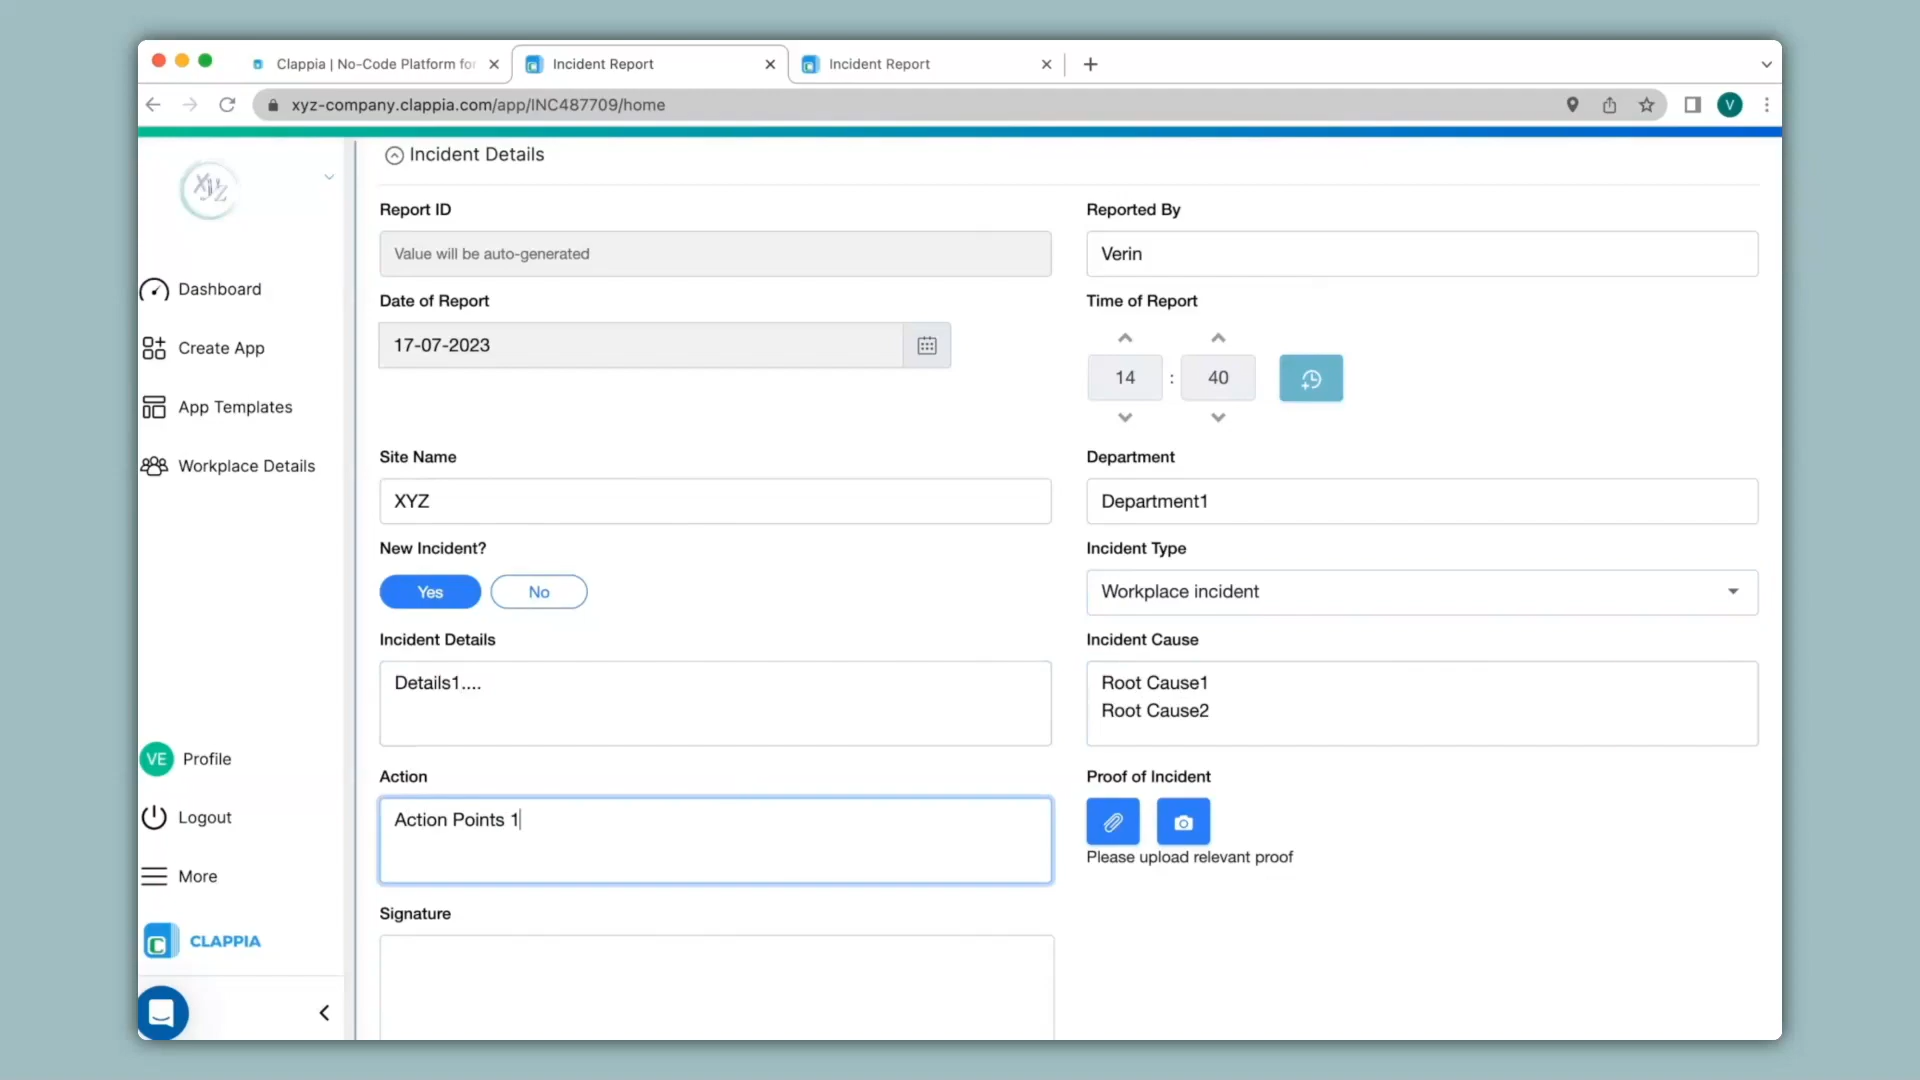 Clappia | No-Code Platform for
Incident Report
Incident Report
xyz-company.clappia.com/app/INC487709/home
V
XYZ
Dashboard
Create App
App Templates
Workplace Details
VE Profile
Logout
More
CLAPPIA
Incident Details
Report ID
Value will be auto-generated
Reported By
Verin
Date of Report
17-07-2023
Time of Report
14 : 40
Site Name
XYZ
Department
Department1
New Incident?
Yes No
Incident Type
Workplace incident
Incident Details
Details1....
Incident Cause
Root Cause1
Root Cause2
Action
Action Points 1
Proof of Incident
Please upload relevant proof
Signature